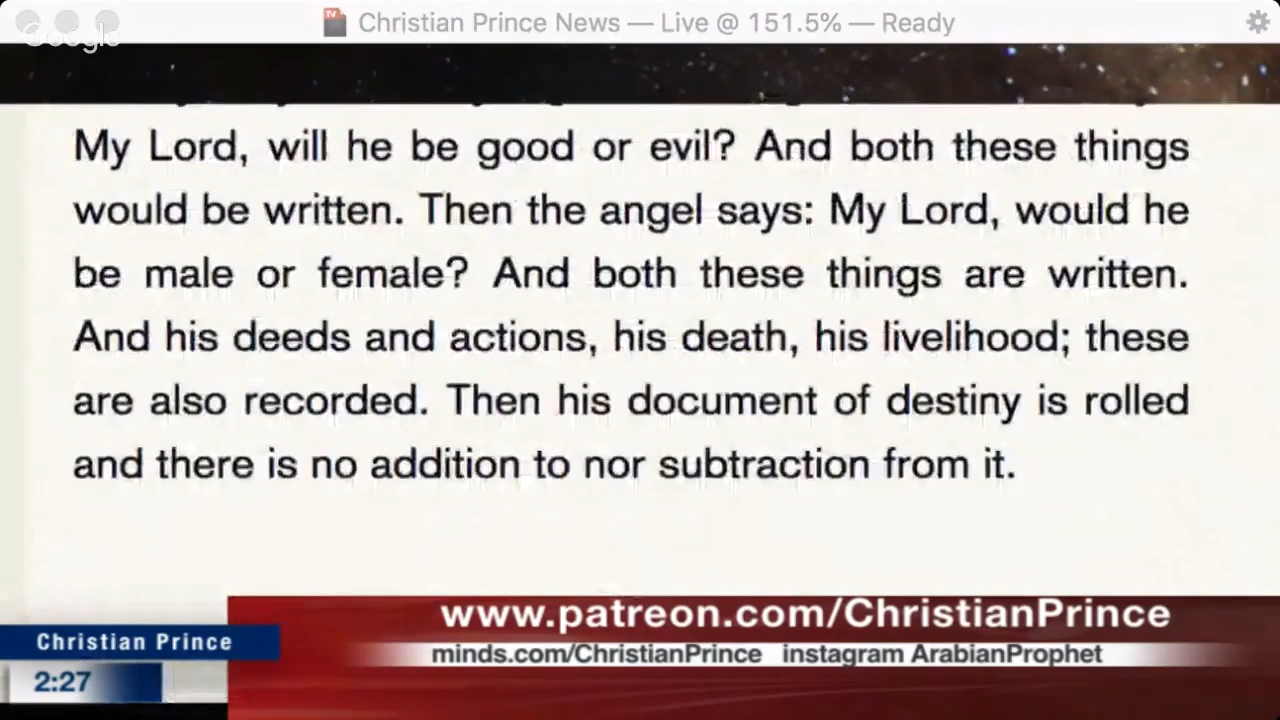 Christian Prince News — Live @ 151.5% — Ready
Google
My Lord, will he be good or evil? And both these things
would be written. Then the angel says: My Lord, would he
be male or female? And both these things are written.
And his deeds and actions, his death, his livelihood; these
are also recorded. Then his document of destiny is rolled
and there is no addition to nor subtraction from it.
www.patreon.com/ChristianPrince
Christian Prince
minds.com/ChristianPrince instagram ArabianProphet
2:27